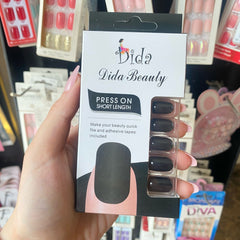 Dida
Dida Beauty
PRESS ON
SHORT LENGTH
Make your beauty quick
file and adhesive tapes
included
DIVA